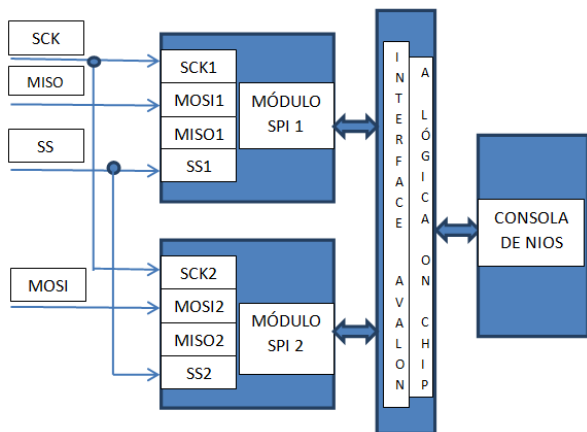 SCK
MISO
SS
MOSI
SCK1
MOSI1
MISO1
SS1
MÓDULO
SPI 1
SCK2
MOSI2
MISO2
SS2
MÓDULO
SPI 2
INTERFACE AVALON
A LÓGICA ON CHIP
CONSOLA
DE NIOS